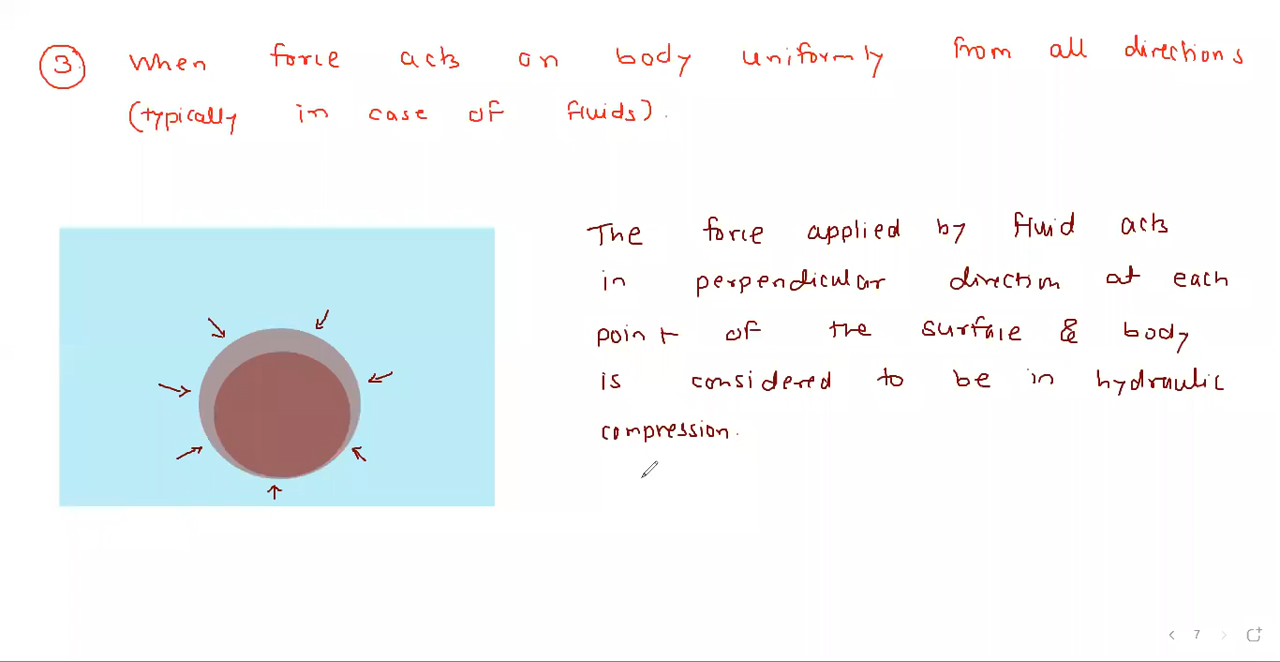 3 When force acts on body uniformly from all directions
(typically in case of fluids).
The force applied by fluid acts
in perpendicular direction at each
point of the surface & body
is considered to be in hydraulic
compression.
7